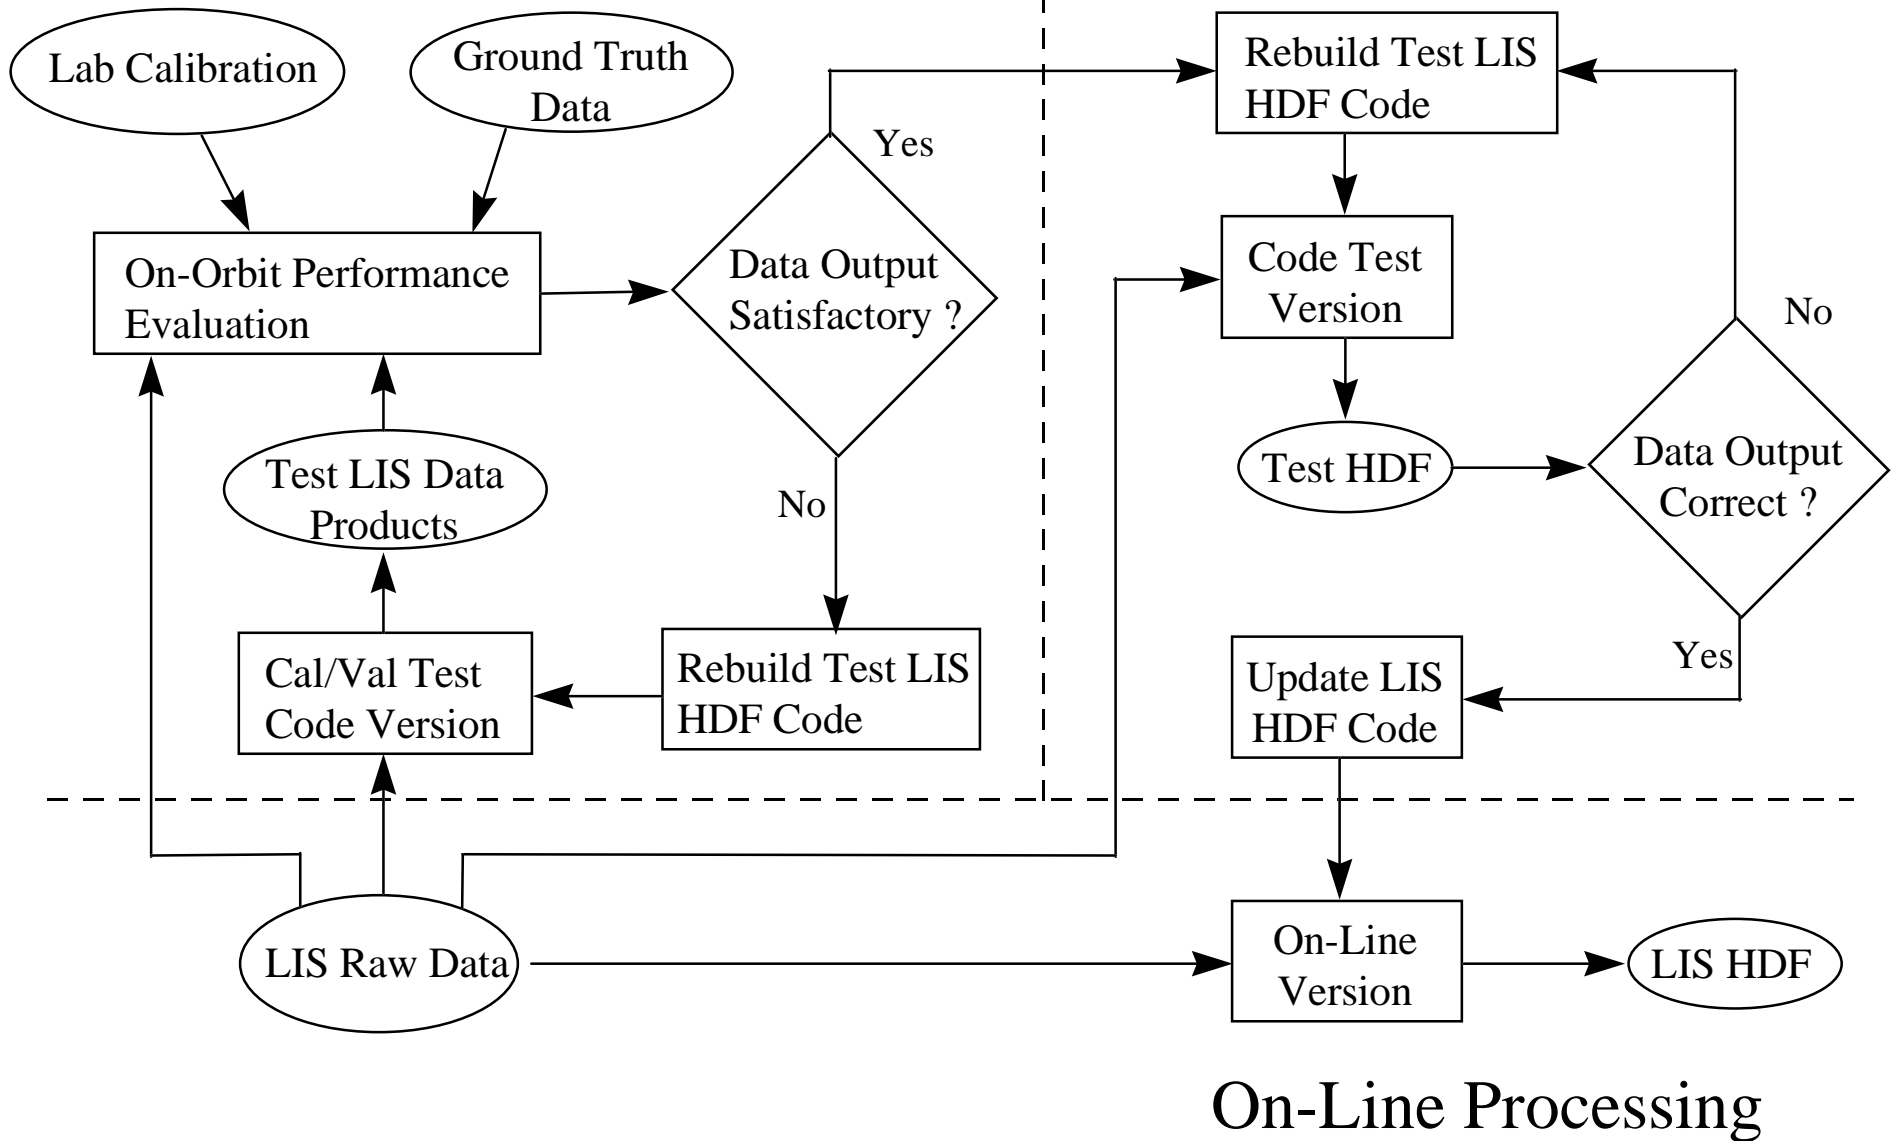 Lab Calibration
Ground Truth
Data
Rebuild Test LIS
HDF Code
Yes
On-Orbit Performance
Evaluation
Data Output
Satisfactory ?
Code Test
Version
No
Test LIS Data
Products
No
Test HDF
Data Output
Correct ?
Cal/Val Test
Code Version
Rebuild Test LIS
HDF Code
Update LIS
HDF Code
Yes
LIS Raw Data
On-Line
Version
LIS HDF
On-Line Processing